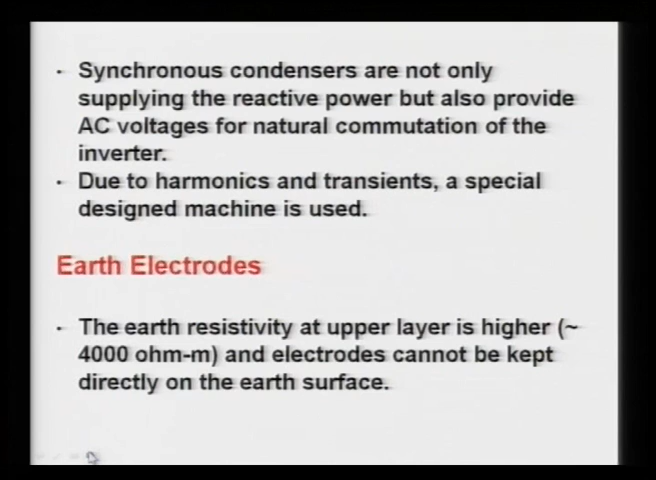 · Synchronous condensers are not only
supplying the reactive power but also provide
AC voltages for natural commutation of the
inverter.
· Due to harmonics and transients, a special
designed machine is used.
Earth Electrodes
· The earth resistivity at upper layer is higher (~
4000 ohm-m) and electrodes cannot be kept
directly on the earth surface.